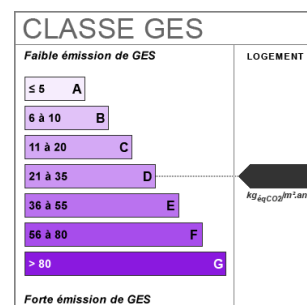 CLASSE GES
Faible émission de GES
LOGEMENT
≤ 5 A
6 à 10 B
11 à 20 C
21 à 35 D
kgéqCO2/m².an
36 à 55 E
56 à 80 F
> 80 G
Forte émission de GES